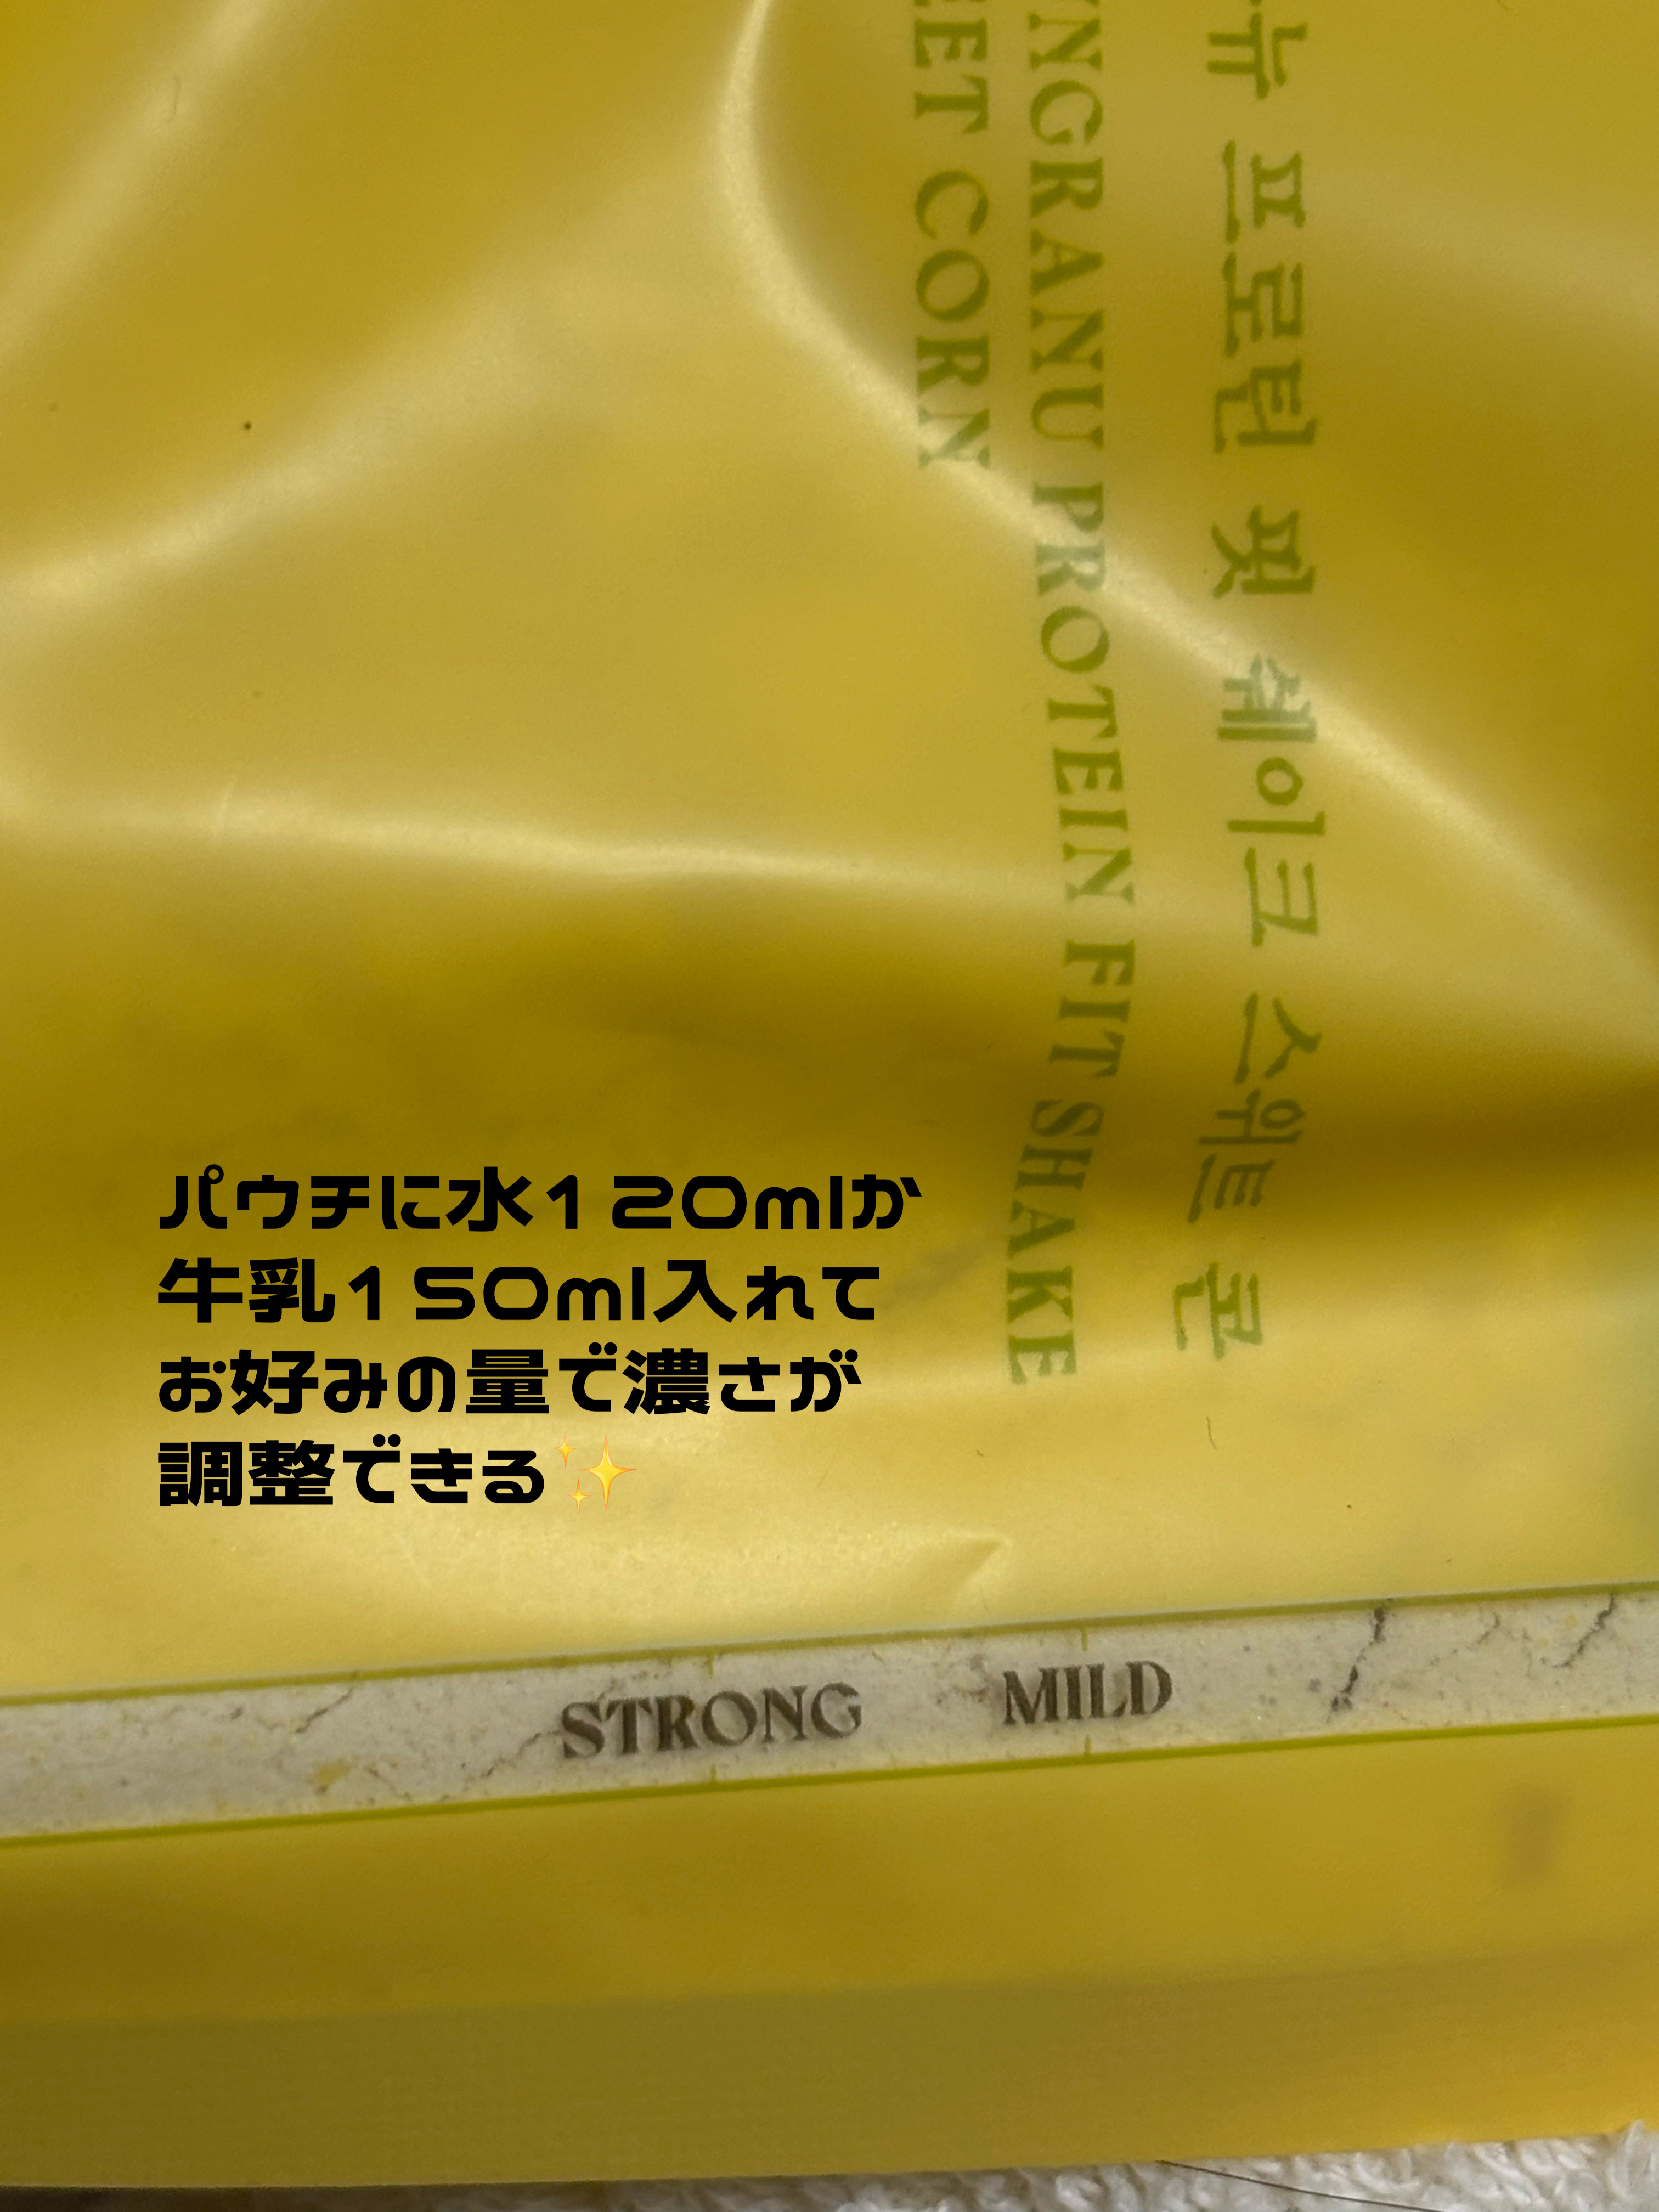 パウチに水120mlか
牛乳150ml入れて
お好みの量で濃さが
調整できる✨
뉴 프로틴 핏 쉐이크 스위트 콘
NGRANU PROTEIN FIT SHAKE
EET CORN
STRONG MILD